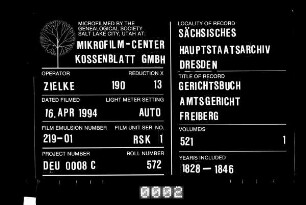 MICROFILMED BY THE
GENEALOGICAL SOCIETY
SALT LAKE CITY, UTAH AT:
MIKROFILM-CENTER
KOSSENBLATT GMBH
OPERATOR REDUCTION X
ZIELKE 190 13
DATE FILMED LIGHT METER SETTING
16. APR 1994 AUTO
FILM EMULSION NUMBER FILM UNIT SER NO.
219-01 RSK 1
PROJECT NUMBER ROLL NUMBER
DEU 0008 C 572
LOCALITY OF RECORD
SÄCHSISCHES
HAUPTSTAATSARCHIV
DRESDEN
TITLE OF RECORD
GERICHTSBUCH
AMTSGERICHT
FREIBERG
VOLUMES
521 1
YEARS INCLUDED
1828 - 1846
0002